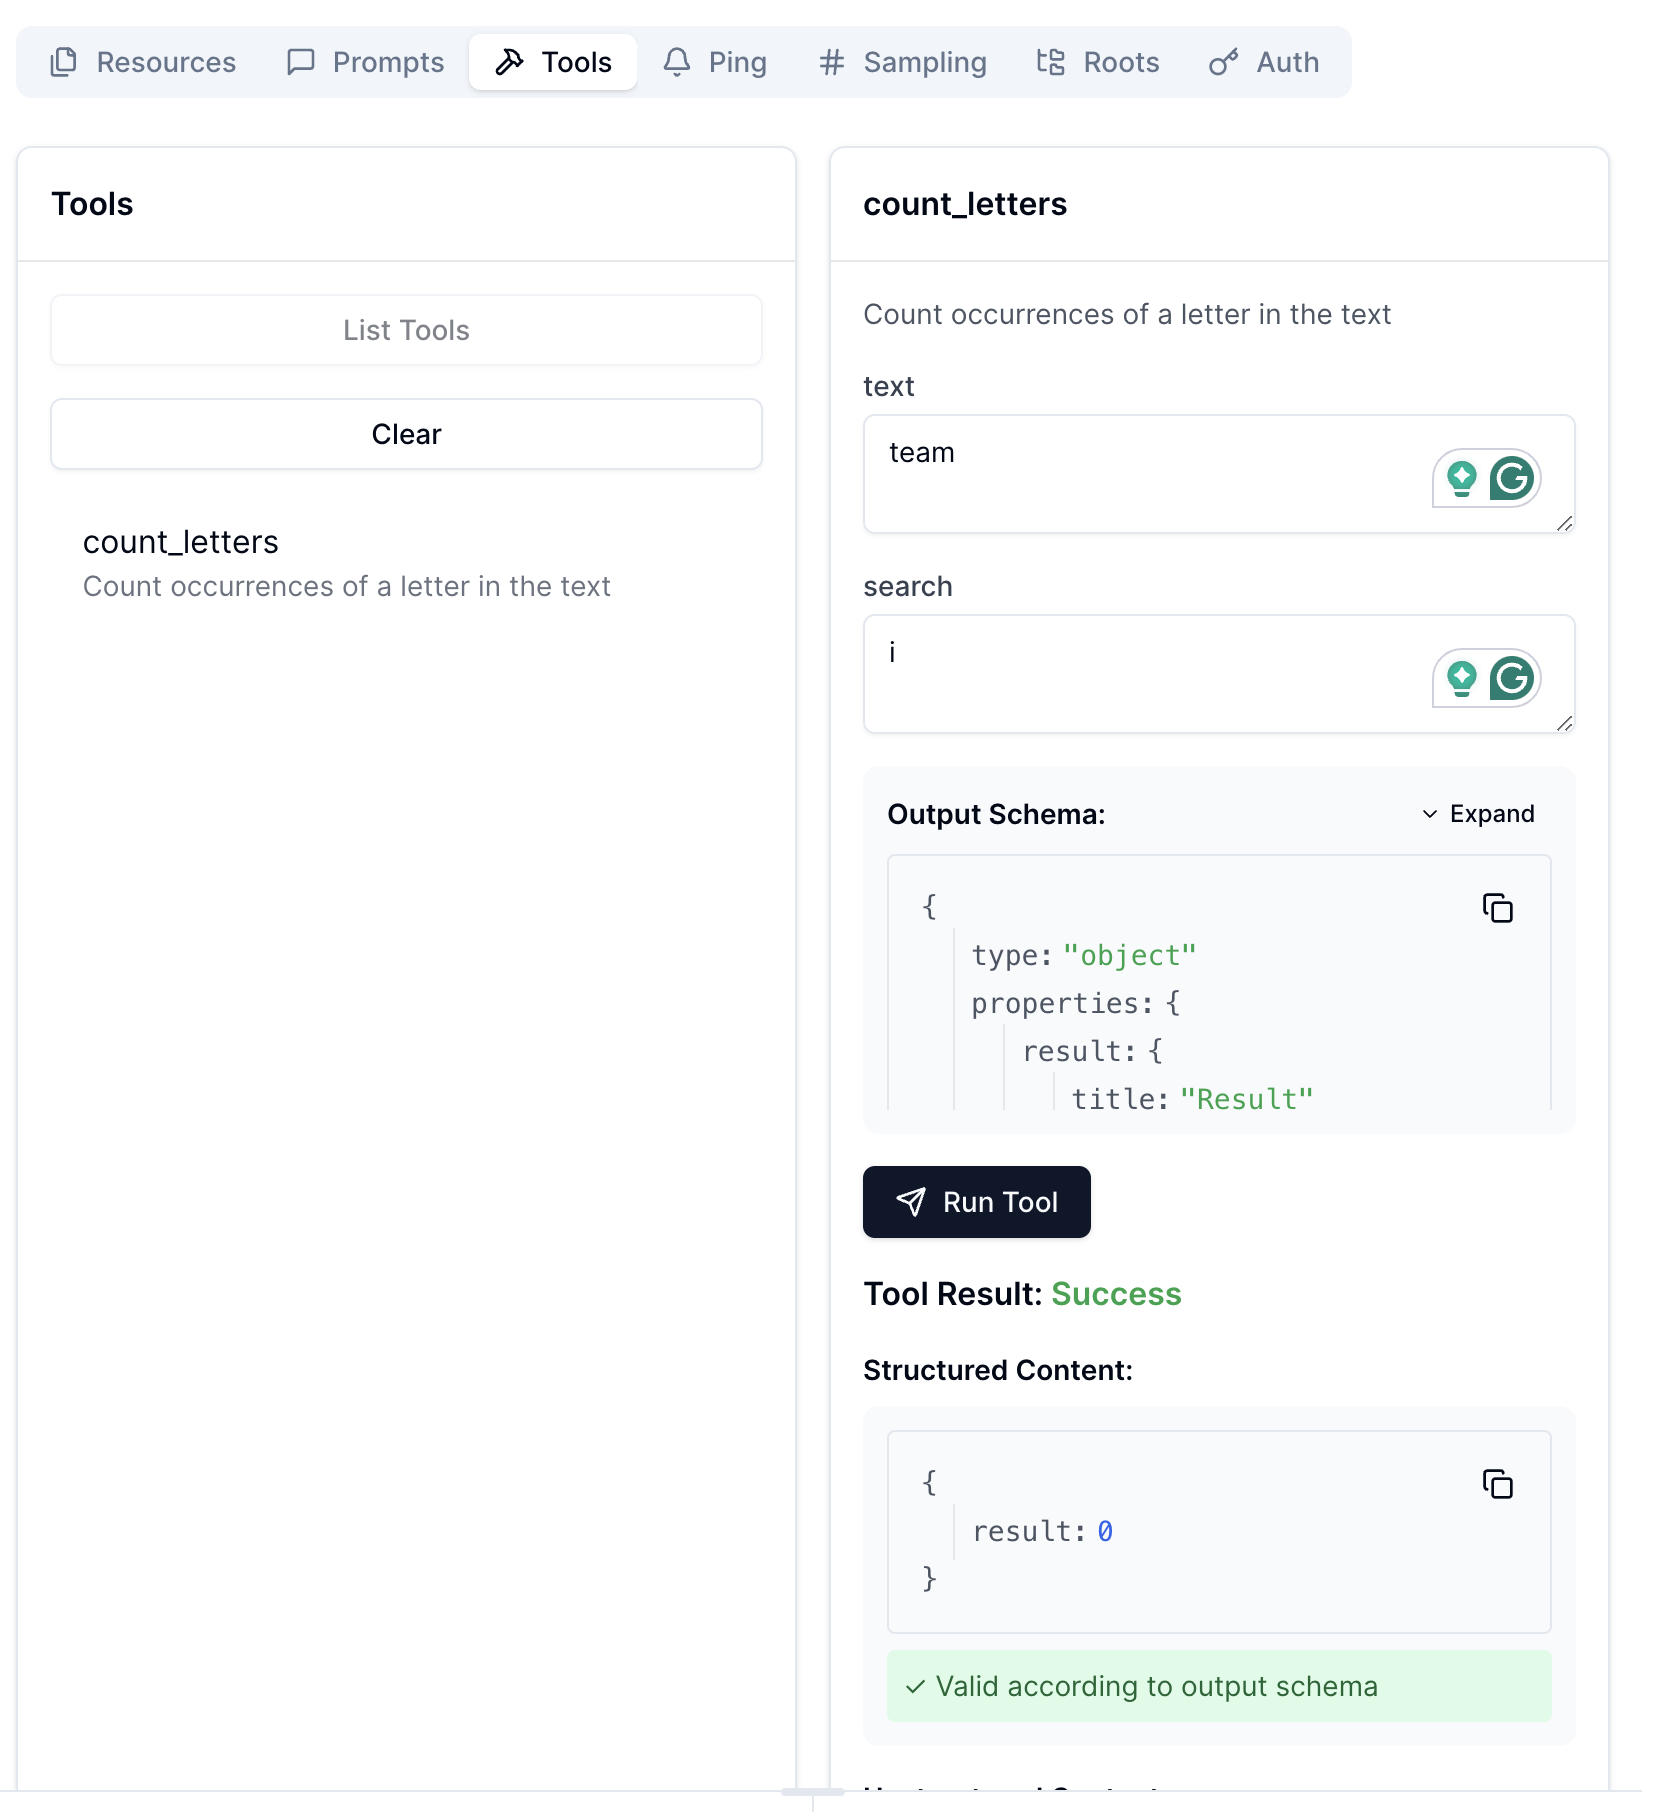 Resources Prompts Tools Ping Sampling Roots Auth
Tools
List Tools
Clear
count_letters
Count occurrences of a letter in the text
count_letters
Count occurrences of a letter in the text
text
team
search
i
Output Schema:
Expand
{
type: "object"
properties: {
result: {
title: "Result"
Run Tool
Tool Result: Success
Structured Content:
{
result: 0
}
✓ Valid according to output schema